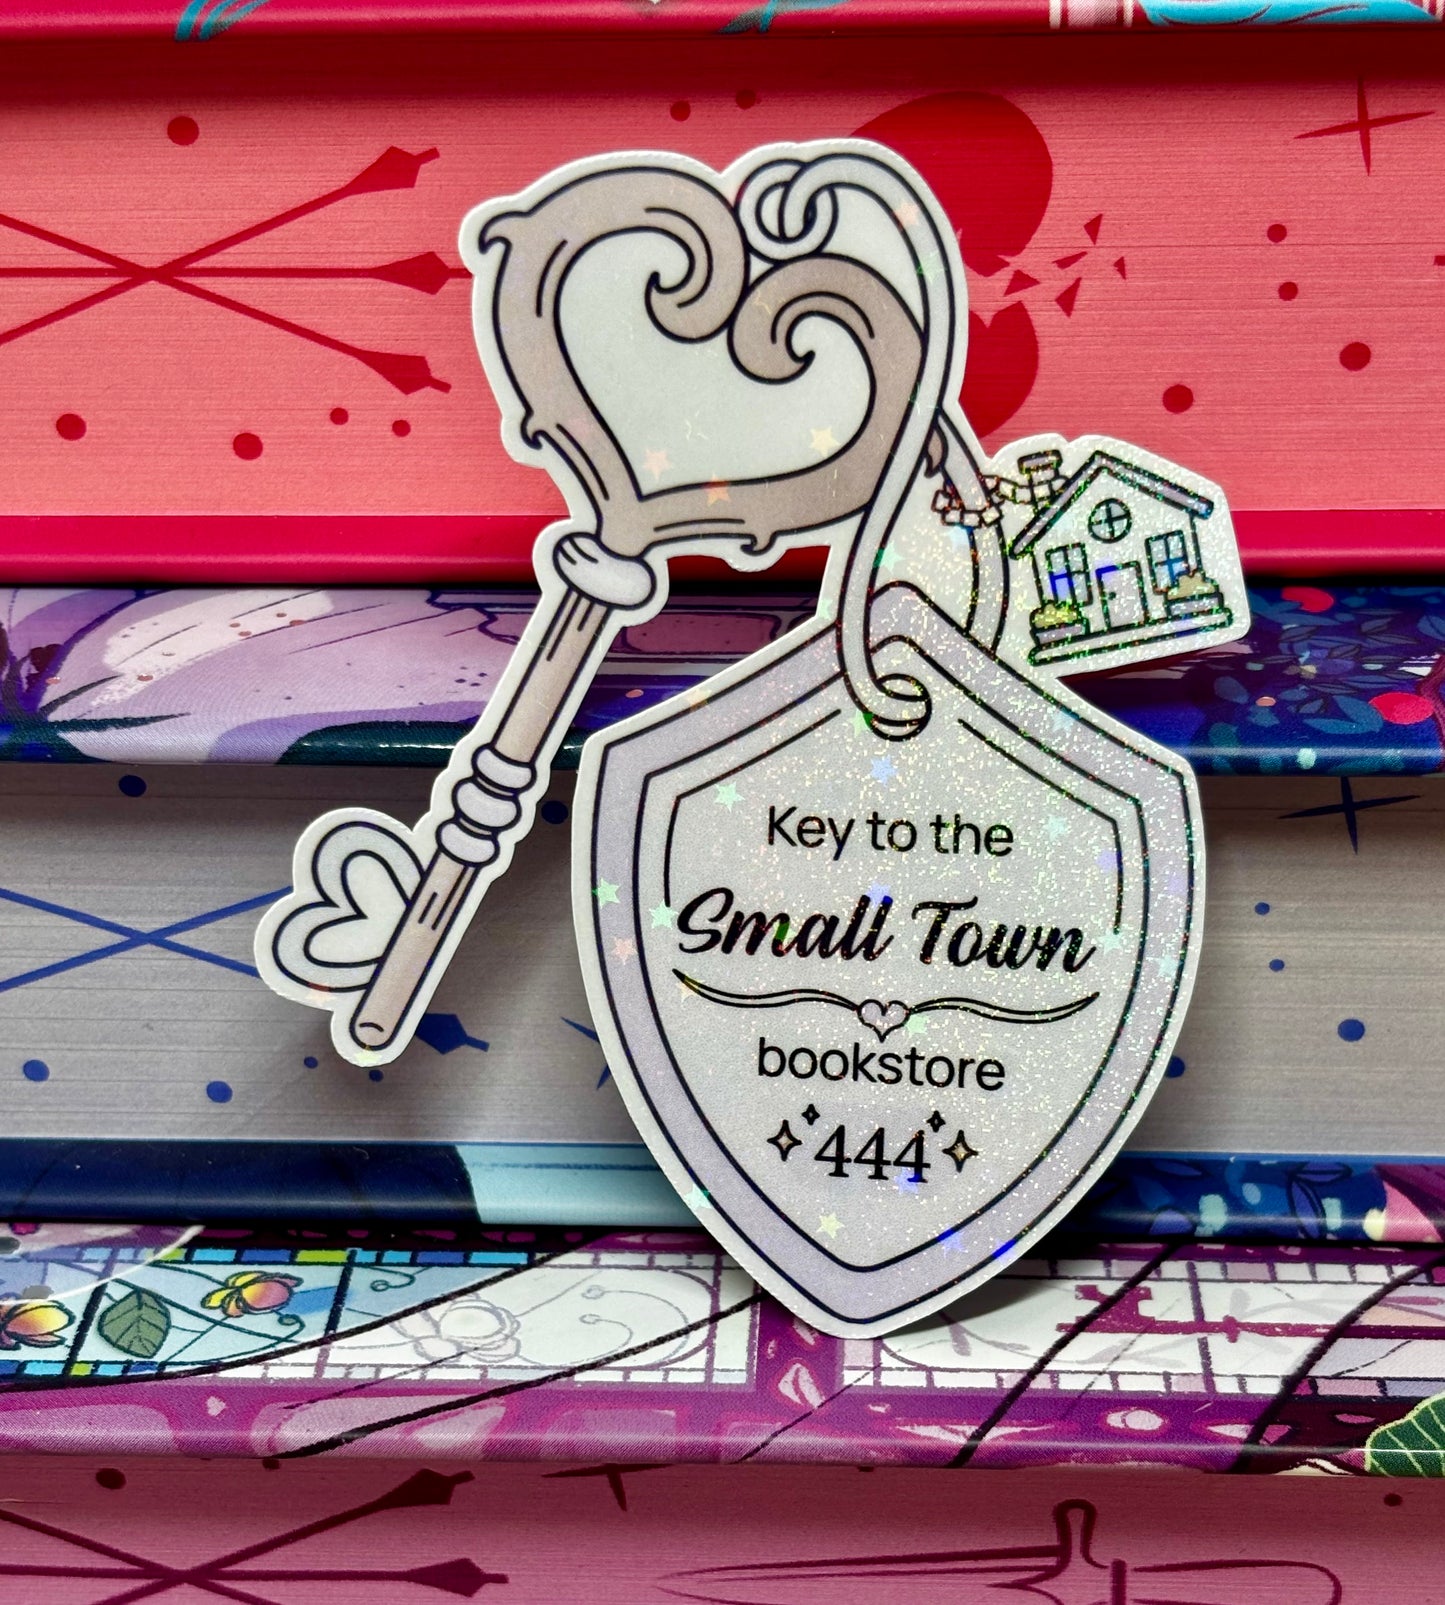 Key to the
Small Town
bookstore
444